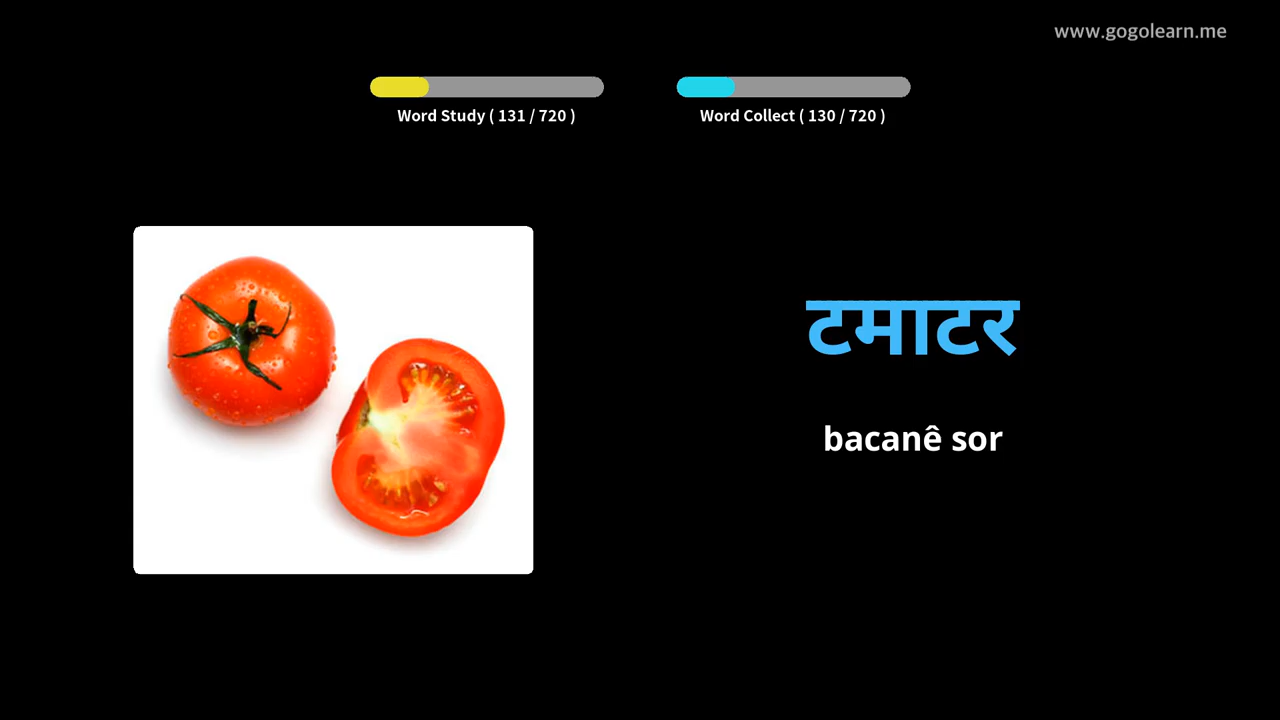 www.gogolearn.me
Word Study ( 131 / 720 )
Word Collect ( 130 / 720 )
टमाटर
bacanê sor